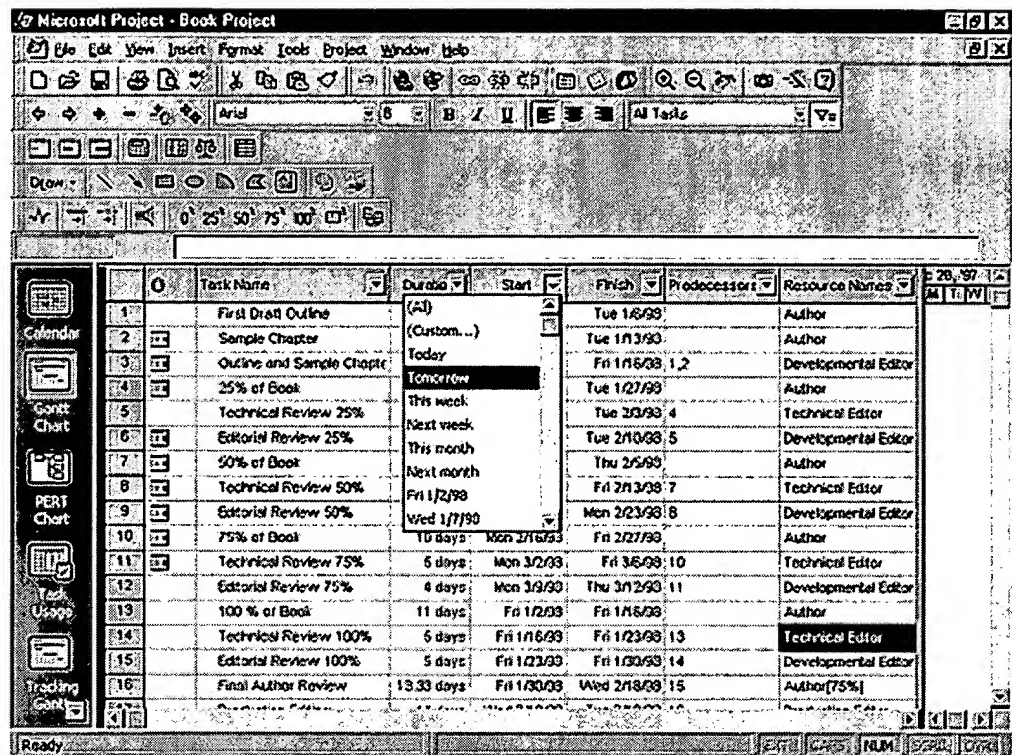 Microsoft Project - Book Project
File Edit View Insert Format Tools Project Window Help
Arial 8 B I U All Tasks
Draw
0% 25% 50% 75% 100%
Task Name Duratio Start Finish Predecessors Resource Names 28, '97
M T W
Calendar
Gantt Chart
PERT Chart
Task Usage
Tracking Gantt
(All)
(Custom...)
Today
Tomorrow
This week
Next week
This month
Next month
Fri 1/2/98
Wed 1/7/98
1 First Draft Outline Tue 1/6/98 Author
2 Sample Chapter Tue 1/13/98 Author
3 Outline and Sample Chapte Fri 1/16/98 1,2 Developmental Editor
4 25% of Book Tue 1/27/98 Author
5 Technical Review 25% Tue 2/3/98 4 Technical Editor
6 Editorial Review 25% Tue 2/10/98 5 Developmental Editor
7 50% of Book Thu 2/5/98 Author
8 Technical Review 50% Fri 2/13/98 7 Technical Editor
9 Editorial Review 50% Mon 2/23/98 8 Developmental Editor
10 75% of Book 10 days Mon 2/16/98 Fri 2/27/98 Author
11 Technical Review 75% 5 days Mon 3/2/98 Fri 3/6/98 10 Technical Editor
12 Editorial Review 75% 4 days Mon 3/9/98 Thu 3/12/98 11 Developmental Editor
13 100 % of Book 11 days Fri 1/2/98 Fri 1/16/98 Author
14 Technical Review 100% 5 days Fri 1/16/98 Fri 1/23/98 13 Technical Editor
15 Editorial Review 100% 5 days Fri 1/23/98 Fri 1/30/98 14 Developmental Editor
16 Final Author Review 13.33 days Fri 1/30/98 Wed 2/18/98 15 Author[75%]
Ready EXT CAPS NUM SCRL OVR